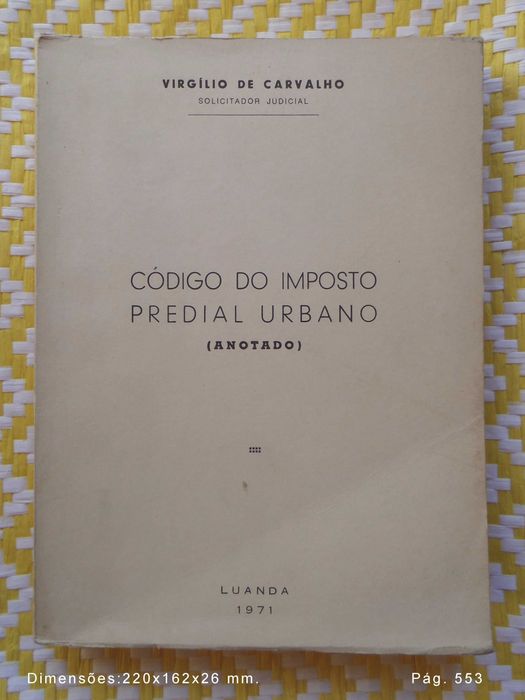 VIRGÍLIO DE CARVALHO
SOLICITADOR JUDICIAL
CÓDIGO DO IMPOSTO
PREDIAL URBANO
(ANOTADO)
LUANDA
1971
Dimensões:220x162x26 mm. Pág. 553